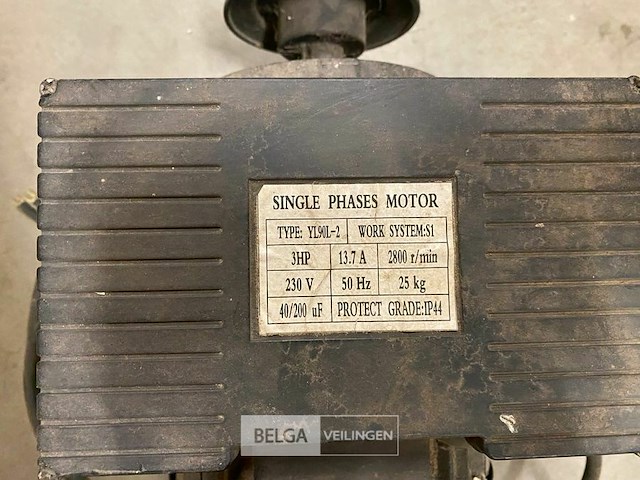 SINGLE PHASES MOTOR
TYPE: YL90L-2 WORK SYSTEM:S1
3HP 13.7 A 2800 r/min
230 V 50 Hz 25 kg
40/200 uF PROTECT GRADE:IP44
BELGA VEILINGEN